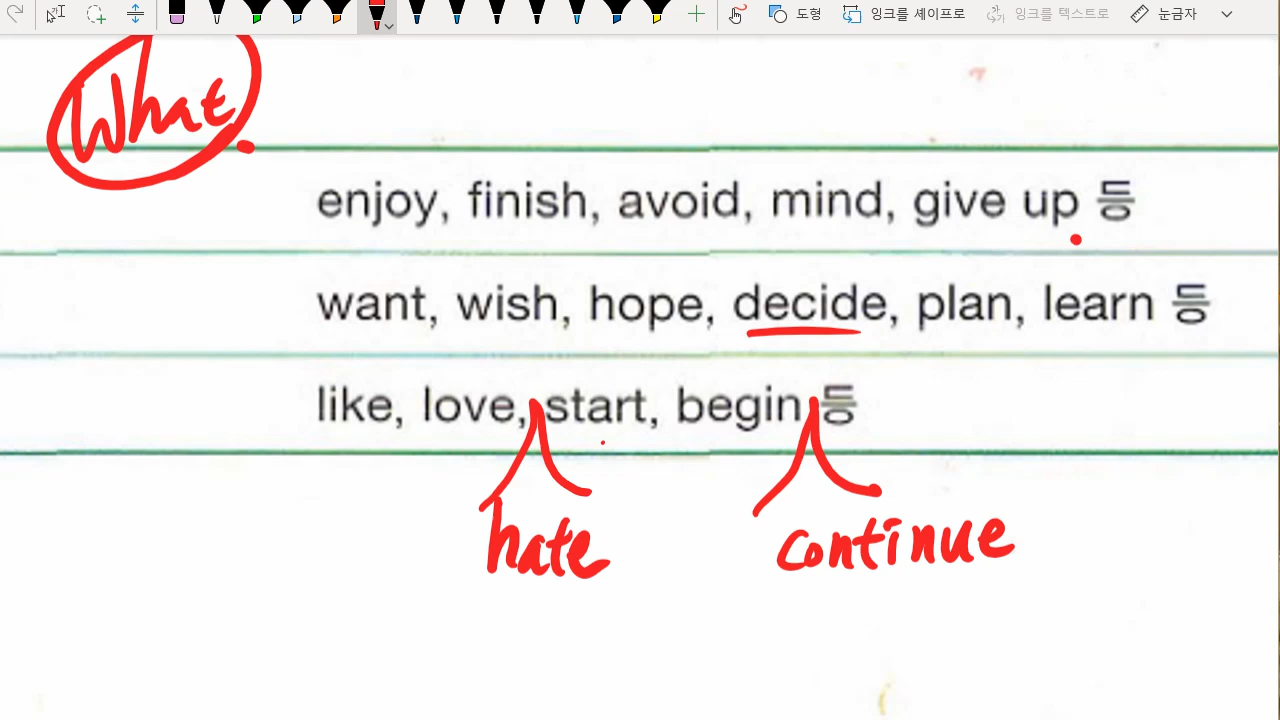 도형 잉크를 셰이프로 잉크를 텍스트로 눈금자
What
enjoy, finish, avoid, mind, give up 등
want, wish, hope, decide, plan, learn 등
like, love, start, begin 등
hate continue